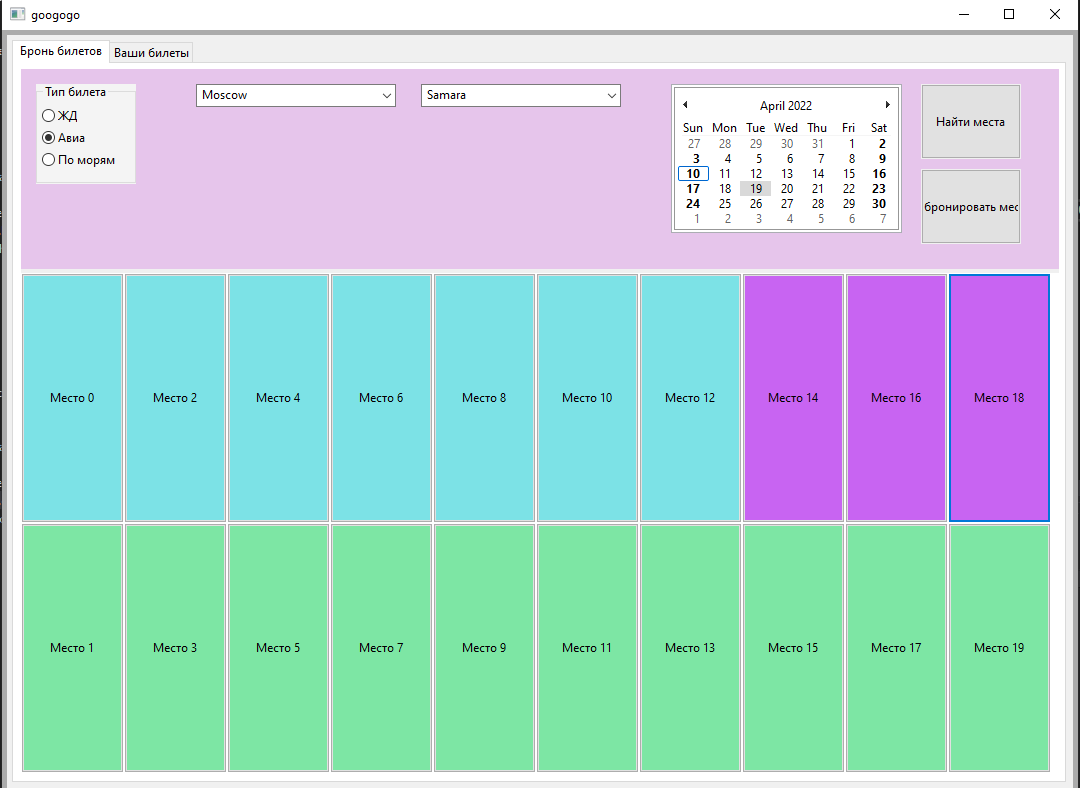 googogo
Бронь билетов Ваши билеты
Тип билета
ЖД
Авиа
По морям
Moscow
Samara
April 2022
Sun Mon Tue Wed Thu Fri Sat
27 28 29 30 31 1 2
3 4 5 6 7 8 9
10 11 12 13 14 15 16
17 18 19 20 21 22 23
24 25 26 27 28 29 30
1 2 3 4 5 6 7
Найти места
бронировать мес
Место 0 Место 2 Место 4 Место 6 Место 8 Место 10 Место 12 Место 14 Место 16 Место 18
Место 1 Место 3 Место 5 Место 7 Место 9 Место 11 Место 13 Место 15 Место 17 Место 19